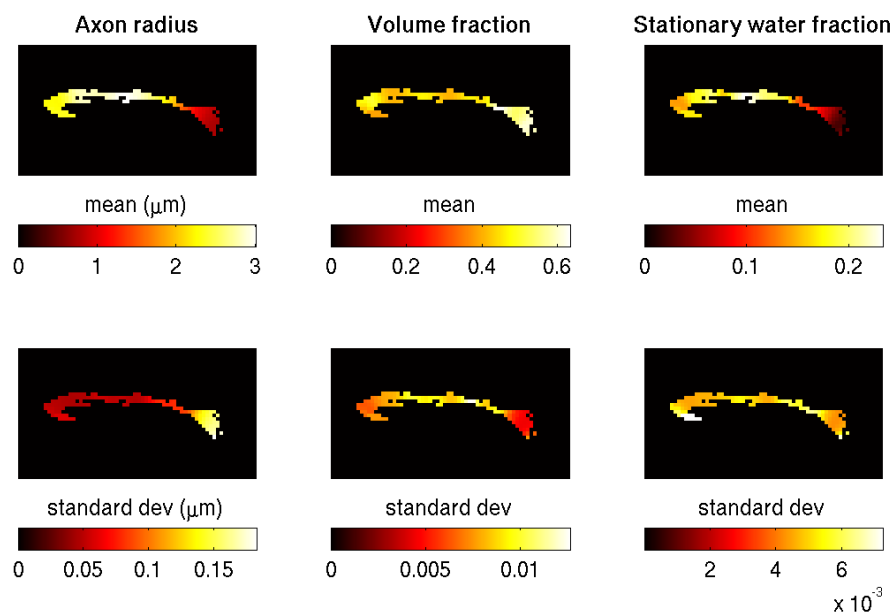 Axon radius Volume fraction Stationary water fraction
mean (μm) mean mean
0 1 2 3 0 0.2 0.4 0.6 0 0.1 0.2
standard dev (μm) standard dev standard dev
0 0.05 0.1 0.15 0 0.005 0.01 2 4 6
x 10⁻³